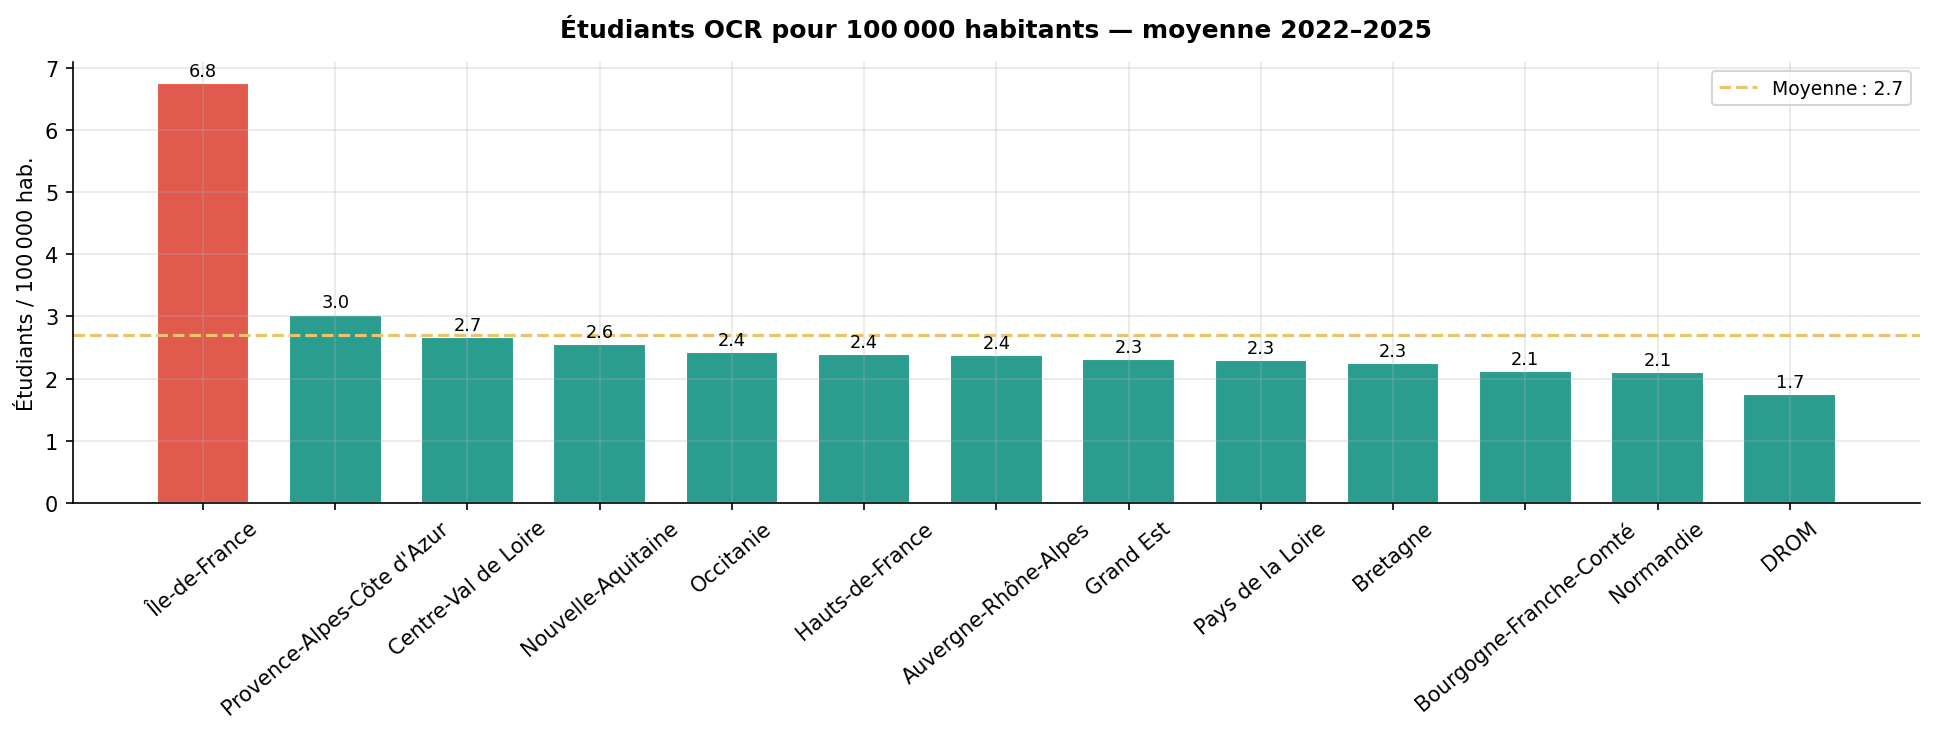 Étudiants OCR pour 100 000 habitants — moyenne 2022–2025
Étudiants / 100 000 hab.
7
6
5
4
3
2
1
0
Moyenne : 2.7
6.8
3.0
2.7
2.6
2.4
2.4
2.4
2.3
2.3
2.3
2.1
2.1
1.7
Île-de-France
Provence-Alpes-Côte d'Azur
Centre-Val de Loire
Nouvelle-Aquitaine
Occitanie
Hauts-de-France
Auvergne-Rhône-Alpes
Grand Est
Pays de la Loire
Bretagne
Bourgogne-Franche-Comté
Normandie
DROM